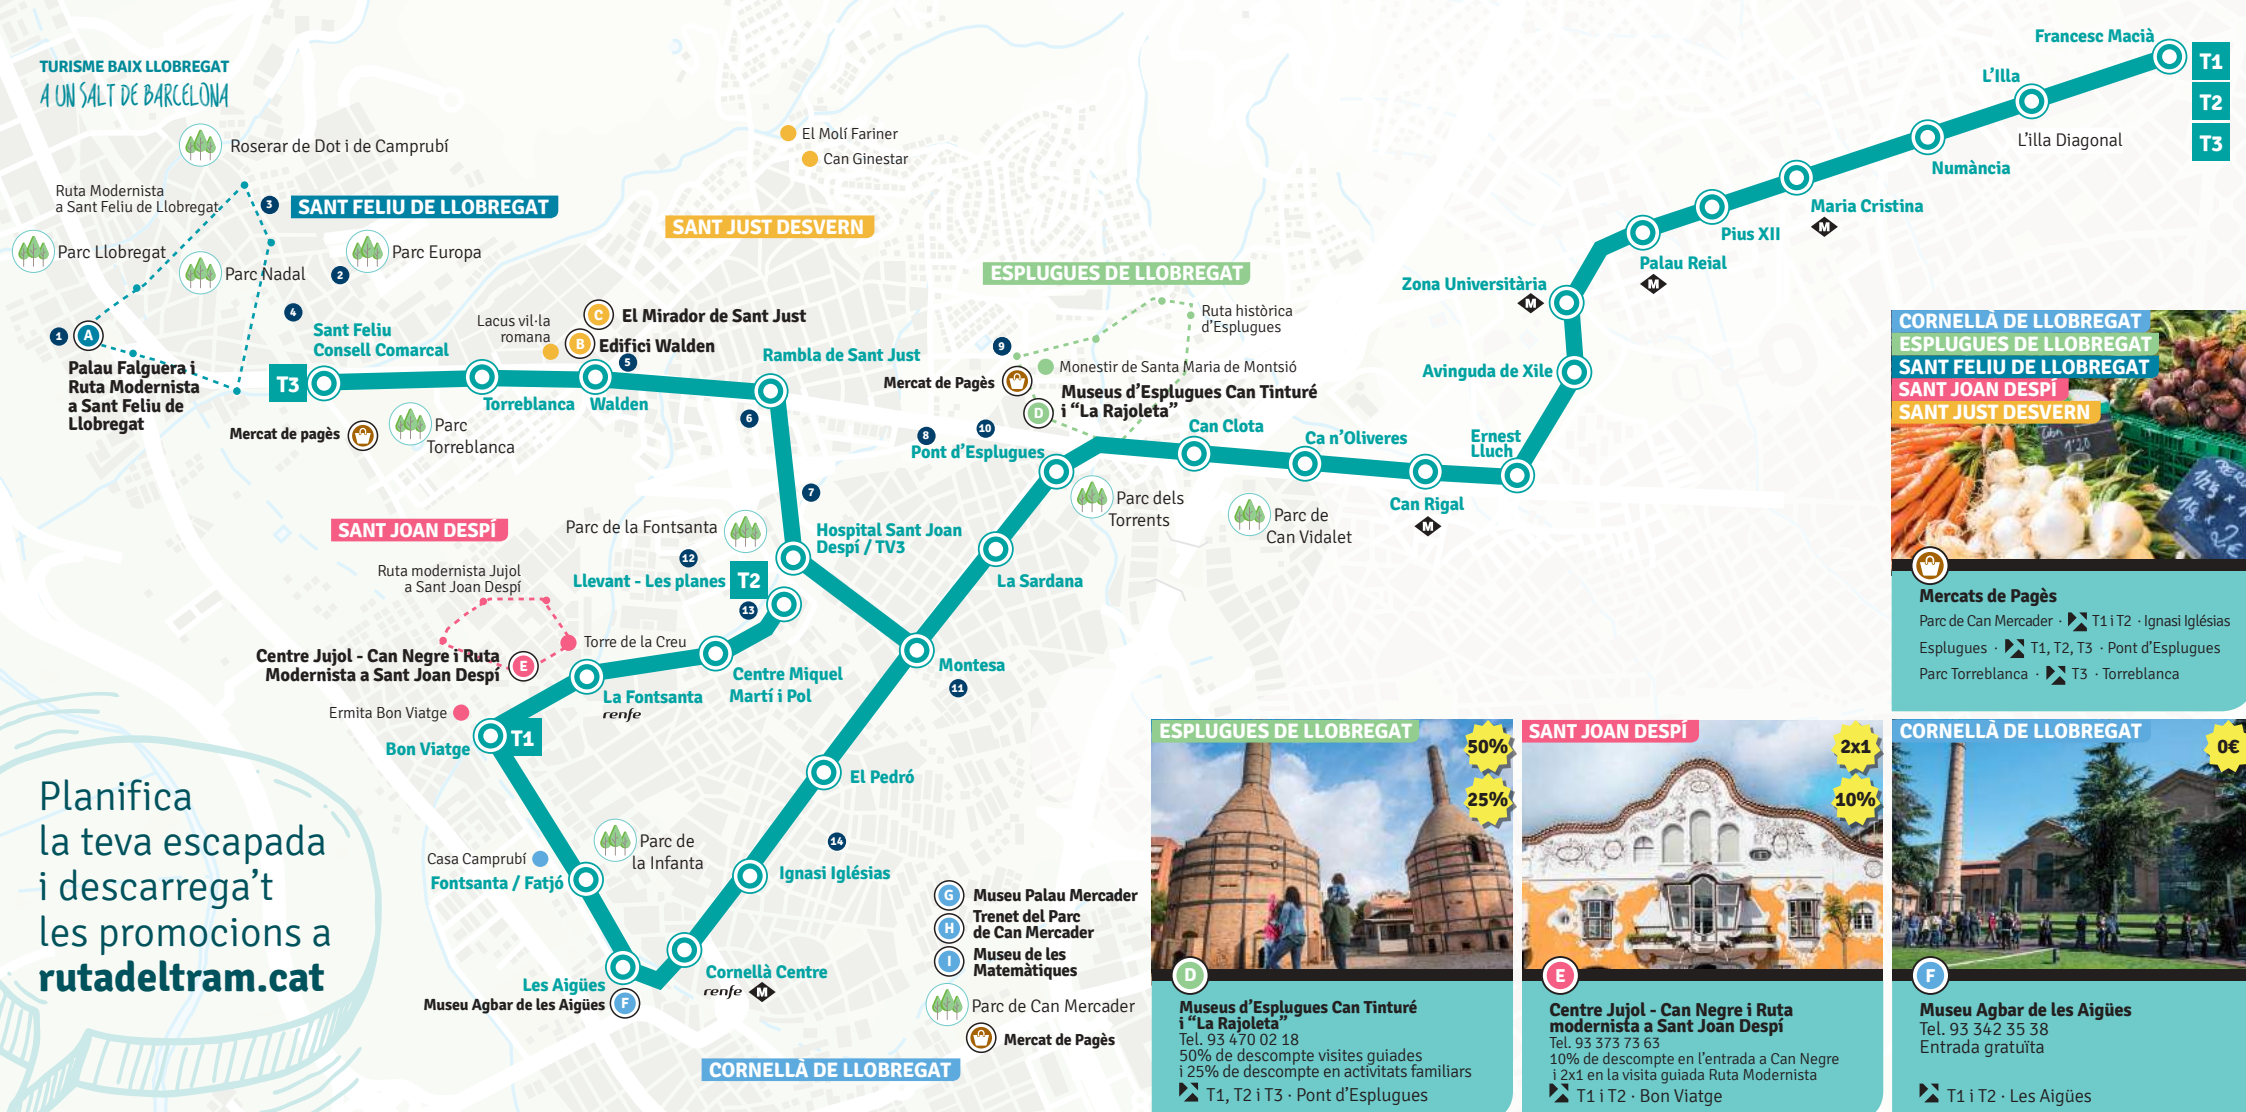 TURISME BAIX LLOBREGAT
A UN SALT DE BARCELONA
Roserar de Dot i de Camprubí
Ruta Modernista
a Sant Feliu de Llobregat
3
SANT FELIU DE LLOBREGAT
Parc Llobregat
Parc Nadal
2
Parc Europa
4
1
A
Palau Falguera i
Ruta Modernista
a Sant Feliu de
Llobregat
Sant Feliu
Consell Comarcal
T3
Mercat de pagès
Parc
Torreblanca
Torreblanca
Walden
Lacus vil·la
romana
C
El Mirador de Sant Just
B
Edifici Walden
5
El Molí Fariner
Can Ginestar
SANT JUST DESVERN
Rambla de Sant Just
6
7
ESPLUGUES DE LLOBREGAT
Ruta històrica
d'Esplugues
9
Monestir de Santa Maria de Montsió
Mercat de Pagès
Museus d'Esplugues Can Tinturé
i "La Rajoleta"
D
8
10
Pont d'Esplugues
Can Clota
Ca n'Oliveres
Ernest
Lluch
Can Rigal
M
Parc dels
Torrents
Parc de
Can Vidalet
Avinguda de Xile
Zona Universitària
M
Palau Reial
M
Pius XII
Maria Cristina
M
Numància
L'Illa
L'illa Diagonal
Francesc Macià
T1
T2
T3
SANT JOAN DESPÍ
Parc de la Fontsanta
12
Hospital Sant Joan
Despí / TV3
Llevant - Les planes
T2
13
La Sardana
Montesa
11
Ruta modernista Jujol
a Sant Joan Despí
Torre de la Creu
Centre Jujol - Can Negre i Ruta
Modernista a Sant Joan Despí
E
Centre Miquel
Martí i Pol
La Fontsanta
renfe
Ermita Bon Viatge
Bon Viatge
T1
El Pedró
14
Ignasi Iglésias
Parc de
la Infanta
Casa Camprubí
Fontsanta / Fatjó
Les Aigües
Museu Agbar de les Aigües
F
Cornellà Centre
renfe M
G
Museu Palau Mercader
H
Trenet del Parc
de Can Mercader
I
Museu de les
Matemàtiques
Parc de Can Mercader
Mercat de Pagès
CORNELLÀ DE LLOBREGAT
Planifica
la teva escapada
i descarrega't
les promocions a
rutadeltram.cat
CORNELLÀ DE LLOBREGAT
ESPLUGUES DE LLOBREGAT
SANT FELIU DE LLOBREGAT
SANT JOAN DESPÍ
SANT JUST DESVERN
1'20
Mercats de Pagès
Parc de Can Mercader · T1 i T2 · Ignasi Iglésias
Esplugues · T1, T2, T3 · Pont d'Esplugues
Parc Torreblanca · T3 · Torreblanca
ESPLUGUES DE LLOBREGAT
50%
25%
D
Museus d'Esplugues Can Tinturé
i "La Rajoleta"
Tel. 93 470 02 18
50% de descompte visites guiades
i 25% de descompte en activitats familiars
T1, T2 i T3 · Pont d'Esplugues
SANT JOAN DESPÍ
2x1
10%
E
Centre Jujol - Can Negre i Ruta
modernista a Sant Joan Despí
Tel. 93 373 73 63
10% de descompte en l'entrada a Can Negre
i 2x1 en la visita guiada Ruta Modernista
T1 i T2 · Bon Viatge
CORNELLÀ DE LLOBREGAT
0€
F
Museu Agbar de les Aigües
Tel. 93 342 35 38
Entrada gratuïta
T1 i T2 · Les Aigües